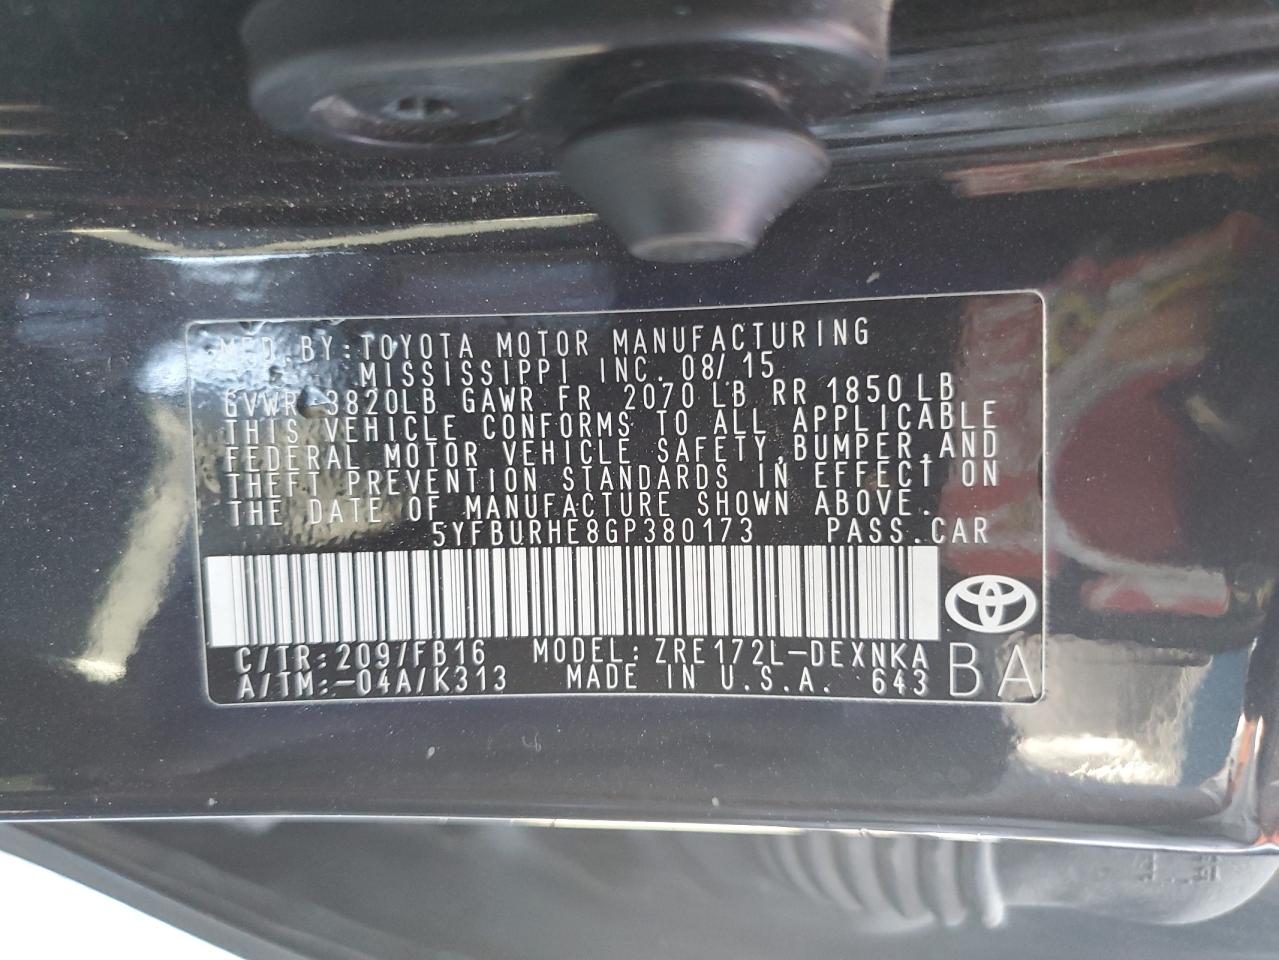 MFD.BY:TOYOTA MOTOR MANUFACTURING
MISSISSIPPI INC. 08/15
GVWR 3820LB GAWR FR 2070 LB RR 1850 LB
THIS VEHICLE CONFORMS TO ALL APPLICABLE
FEDERAL MOTOR VEHICLE SAFETY,BUMPER,AND
THEFT PREVENTION STANDARDS IN EFFECT ON
THE DATE OF MANUFACTURE SHOWN ABOVE.
5YFBURHE8GP380173 PASS.CAR
C/TR:209/FB16 MODEL:ZRE172L-DEXNKA
A/TM:-04A/K313 MADE IN U.S.A. 643 BA